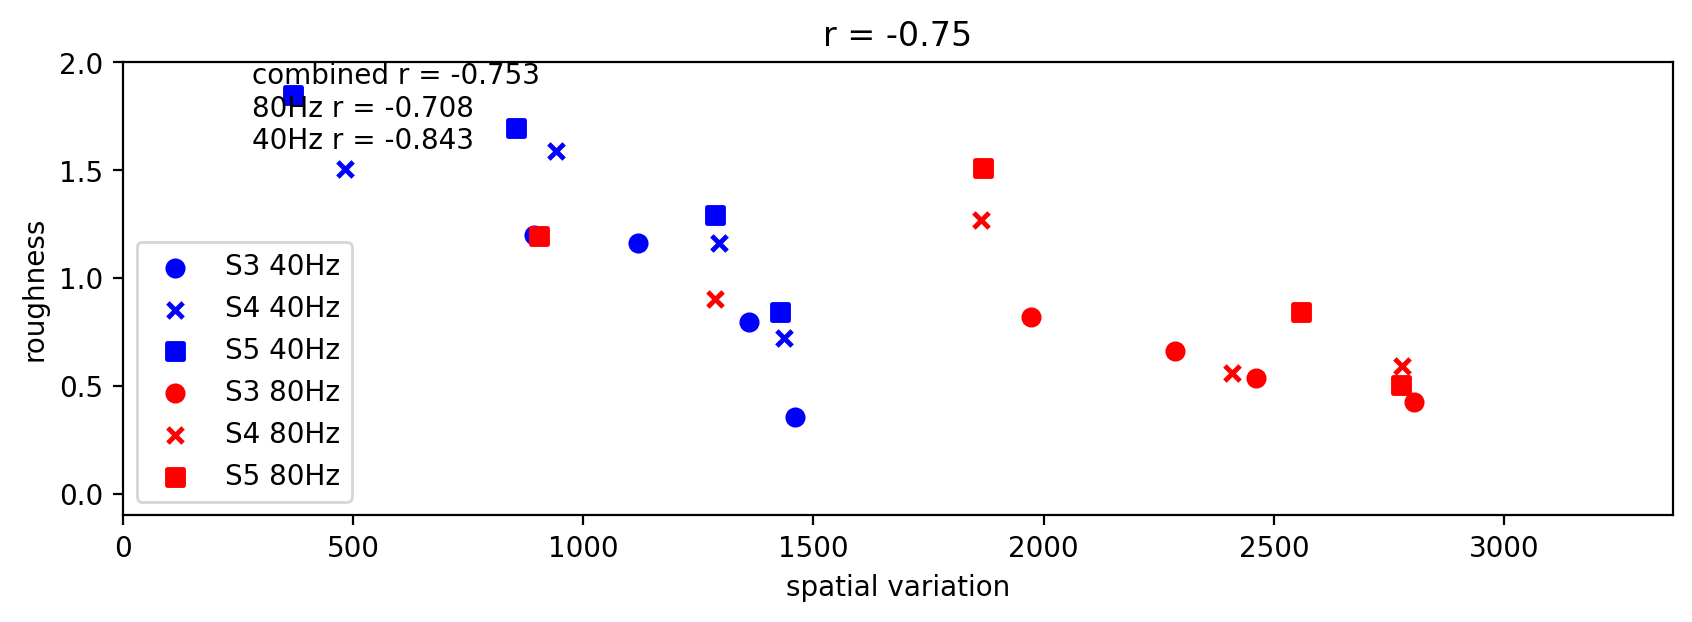 r = -0.75
2.0
combined r = -0.753
80Hz r = -0.708
40Hz r = -0.843
1.5
1.0
0.5
0.0
roughness
S3 40Hz
S4 40Hz
S5 40Hz
S3 80Hz
S4 80Hz
S5 80Hz
0 500 1000 1500 2000 2500 3000
spatial variation